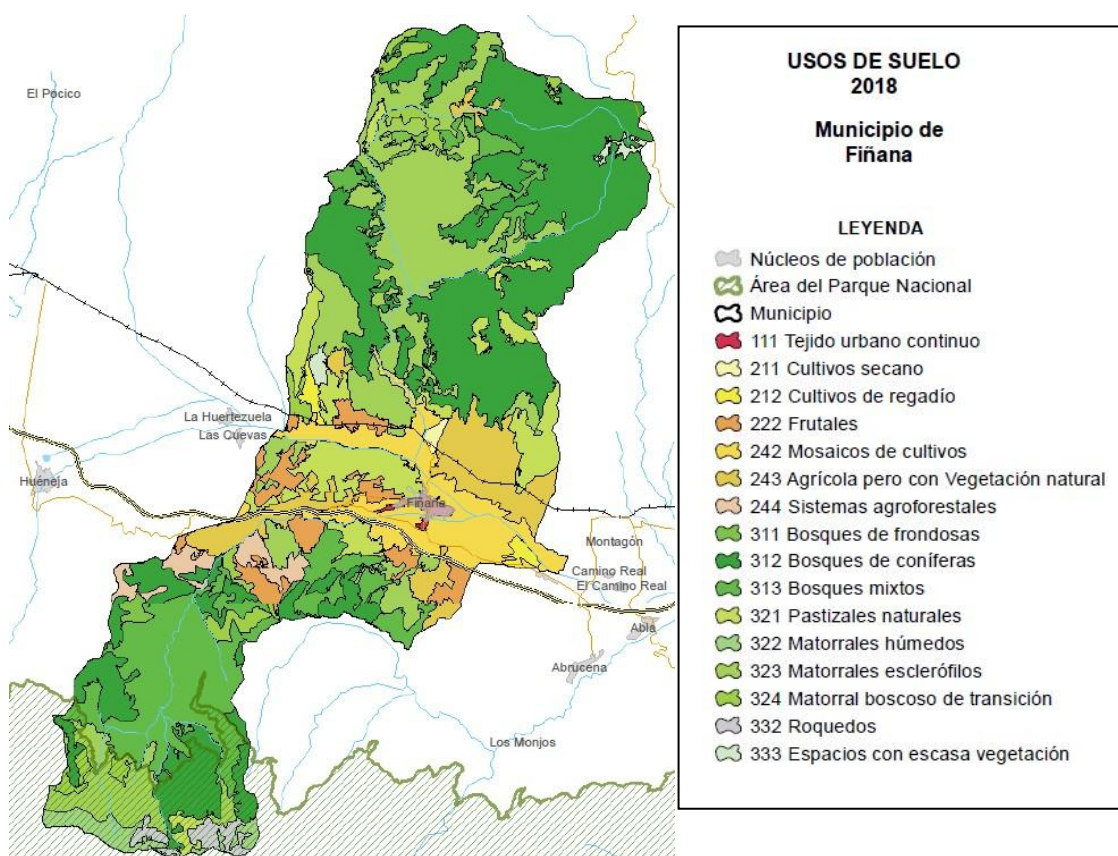 El Pocico
La Huertezuela
Las Cuevas
Huéneja
Fiñana
Montagón
Camino Real
El Camino Real
Abla
Abrucena
Los Monjos
USOS DE SUELO
2018
Municipio de
Fiñana
LEYENDA
Núcleos de población
Área del Parque Nacional
Municipio
111 Tejido urbano continuo
211 Cultivos secano
212 Cultivos de regadío
222 Frutales
242 Mosaicos de cultivos
243 Agrícola pero con Vegetación natural
244 Sistemas agroforestales
311 Bosques de frondosas
312 Bosques de coníferas
313 Bosques mixtos
321 Pastizales naturales
322 Matorrales húmedos
323 Matorrales esclerófilos
324 Matorral boscoso de transición
332 Roquedos
333 Espacios con escasa vegetación